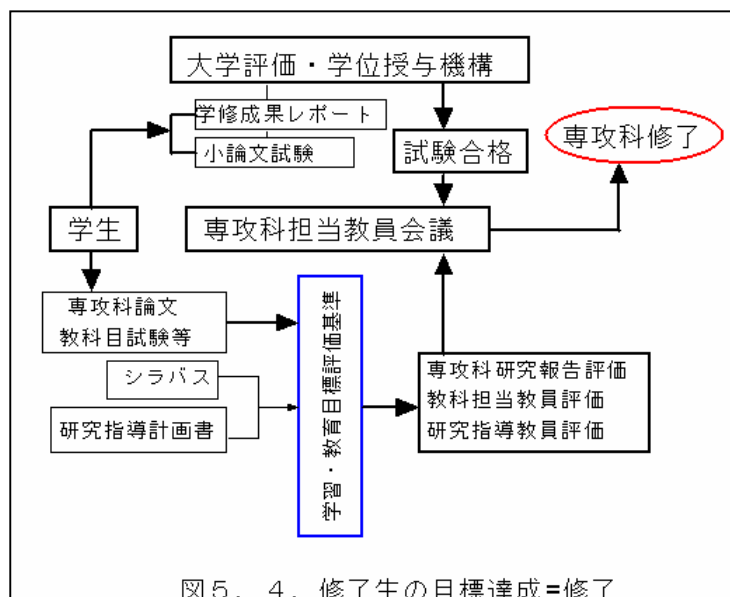 大学評価・学位授与機構
学修成果レポート
小論文試験
試験合格
専攻科修了
学生
専攻科担当教員会議
専攻科論文
教科目試験等
シラバス
研究指導計画書
学習・教育目標評価基準
専攻科研究報告評価
教科担当教員評価
研究指導教員評価
図5．4．修了生の目標達成=修了